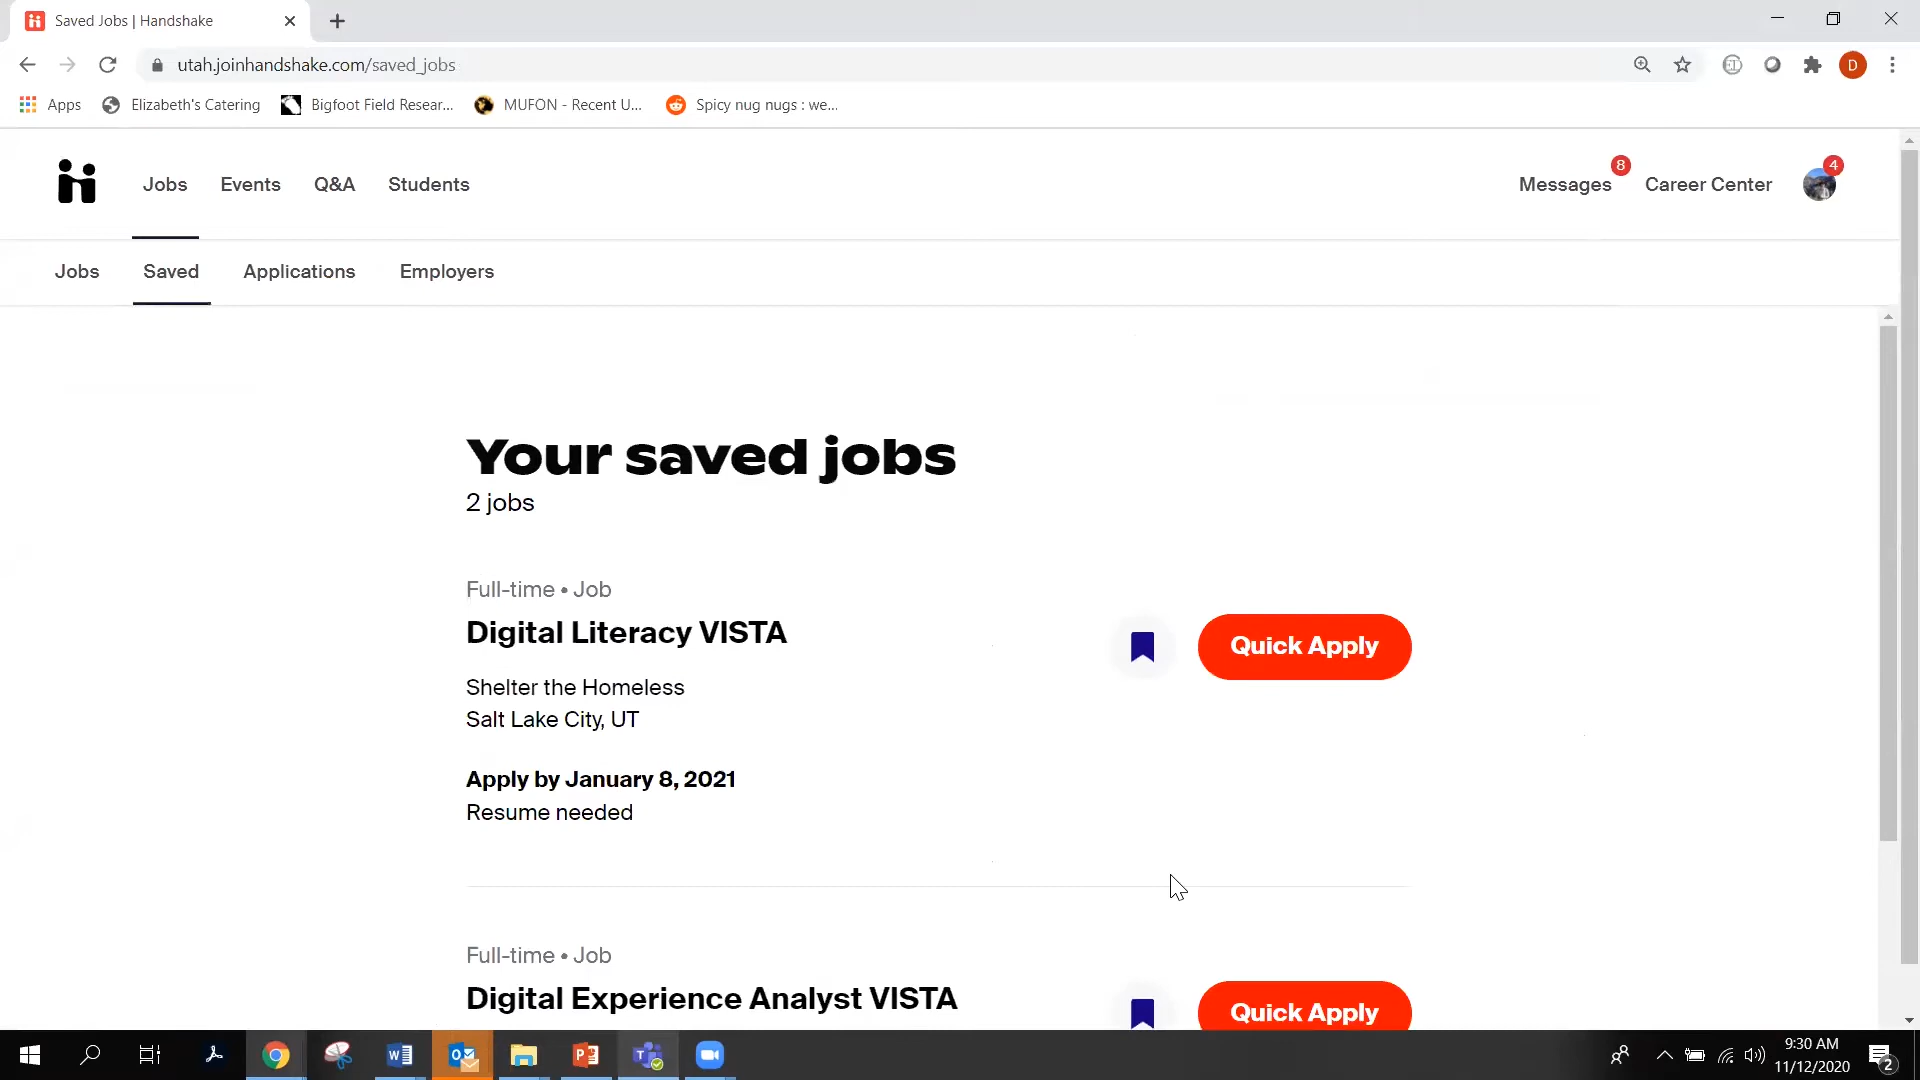 Saved Jobs | Handshake
utah.joinhandshake.com/saved_jobs
D
Apps
Elizabeth's Catering
Bigfoot Field Resear...
MUFON - Recent U...
Spicy nug nugs : we...
Jobs
Events
Q&A
Students
Messages
8
Career Center
4
Jobs
Saved
Applications
Employers
Your saved jobs
2 jobs
Full-time • Job
Digital Literacy VISTA
Quick Apply
Shelter the Homeless
Salt Lake City, UT
Apply by January 8, 2021
Resume needed
Full-time • Job
Digital Experience Analyst VISTA
Quick Apply
9:30 AM
11/12/2020
2